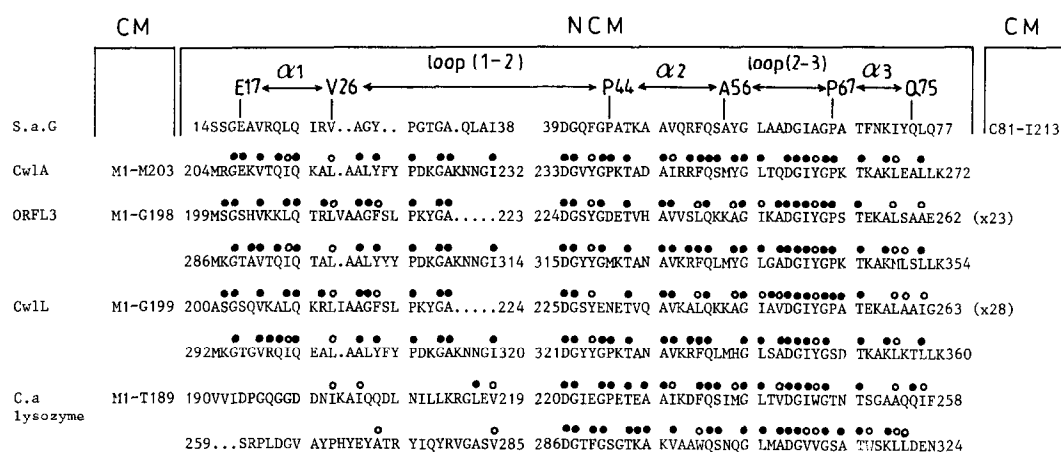 CM NCM CM
α1 loop (1-2) α2 loop(2-3) α3
E17 V26 P44 A56 P67 Q75
S.a.G 14SSGEAVRQLQ IRV..AGY.. PGTGA.QLAI38 39DGQFGPATKA AVQRFQSAYG LAADGIAGPA TFNKIYQLQ77 C81-I213
CwlA M1-M203 204MRGEKVTQIQ KAL.AALYFY PDKGAKNNGI232 233DGVYGPKTAD AIRRFQSMYG LTQDGIYGPK TKAKLEALLK272
ORFL3 M1-G198 199MSGSHVKKLQ TRLVAAGFSL PKYGA.....223 224DGSYGDETVH AVVSLQKKAG IKADGIYGPS TEKALSAAE262 (x23)
286MKGTAVTQIQ TAL.AALYYY PDKGAKNNGI314 315DGYYGMKTAN AVKRFQLMYG LGADGIYGPK TKAKMLSLLK354
CwlL M1-G199 200ASGSQVKALQ KRLIAAGFSL PKYGA.....224 225DGSYENETVQ AVKALQKKAG IAVDGIYGPA TEKALAAIG263 (x28)
292MKGTGVRQIQ EAL.AALYFY PDKGAKNNGI320 321DGYYGPKTAN AVKRFQLMHG LSADGIYGSD TKAKLKTLLK360
C.a lysozyme M1-T189 190VVIDPGQGGD DNIKAIQQDL NILLKRGLEV219 220DGIEGPETEA AIKDFQSIMG LTVDGIWGTN TSGAAQQIF258
259...SRPLDGV AYPHYEYATR YIQYRVGASV285 286DGTFGSGTKA KVAAWQSNQG LMADGVVGSA TWSKLLDEN324